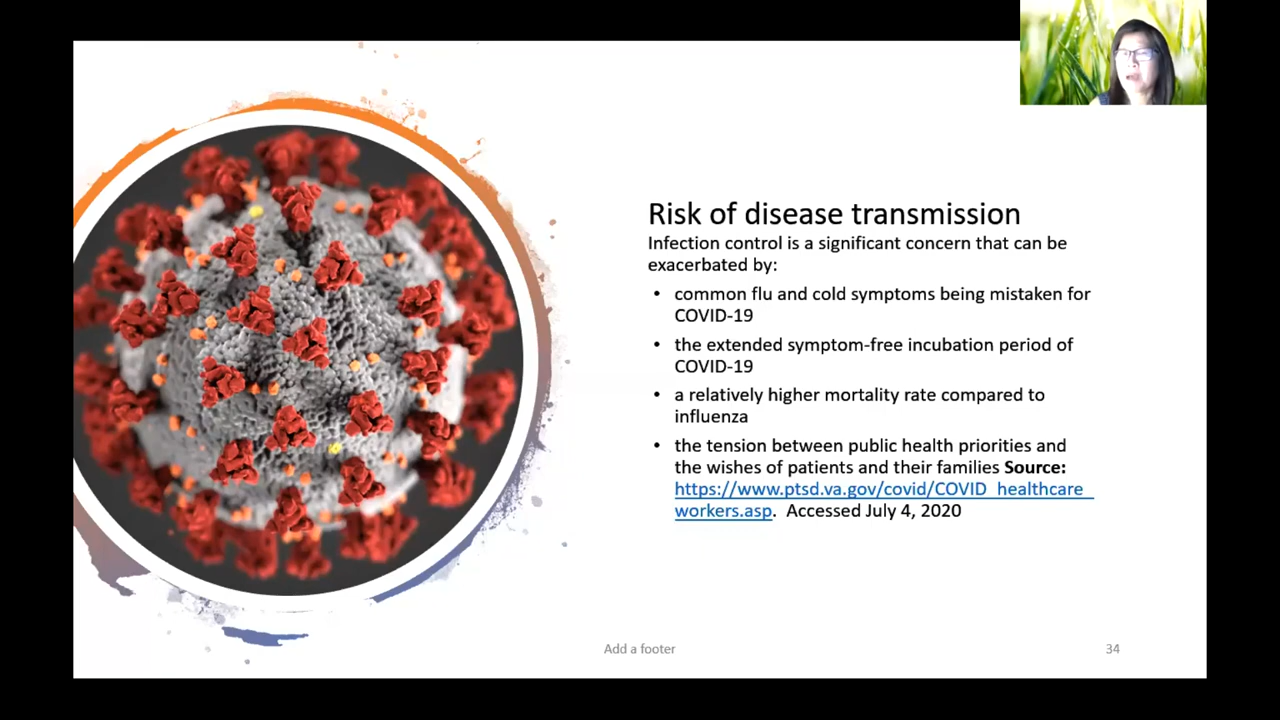 Risk of disease transmission
Infection control is a significant concern that can be
exacerbated by:
• common flu and cold symptoms being mistaken for
COVID-19
• the extended symptom-free incubation period of
COVID-19
• a relatively higher mortality rate compared to
influenza
• the tension between public health priorities and
the wishes of patients and their families Source:
https://www.ptsd.va.gov/covid/COVID_healthcare_
workers.asp. Accessed July 4, 2020
Add a footer
34